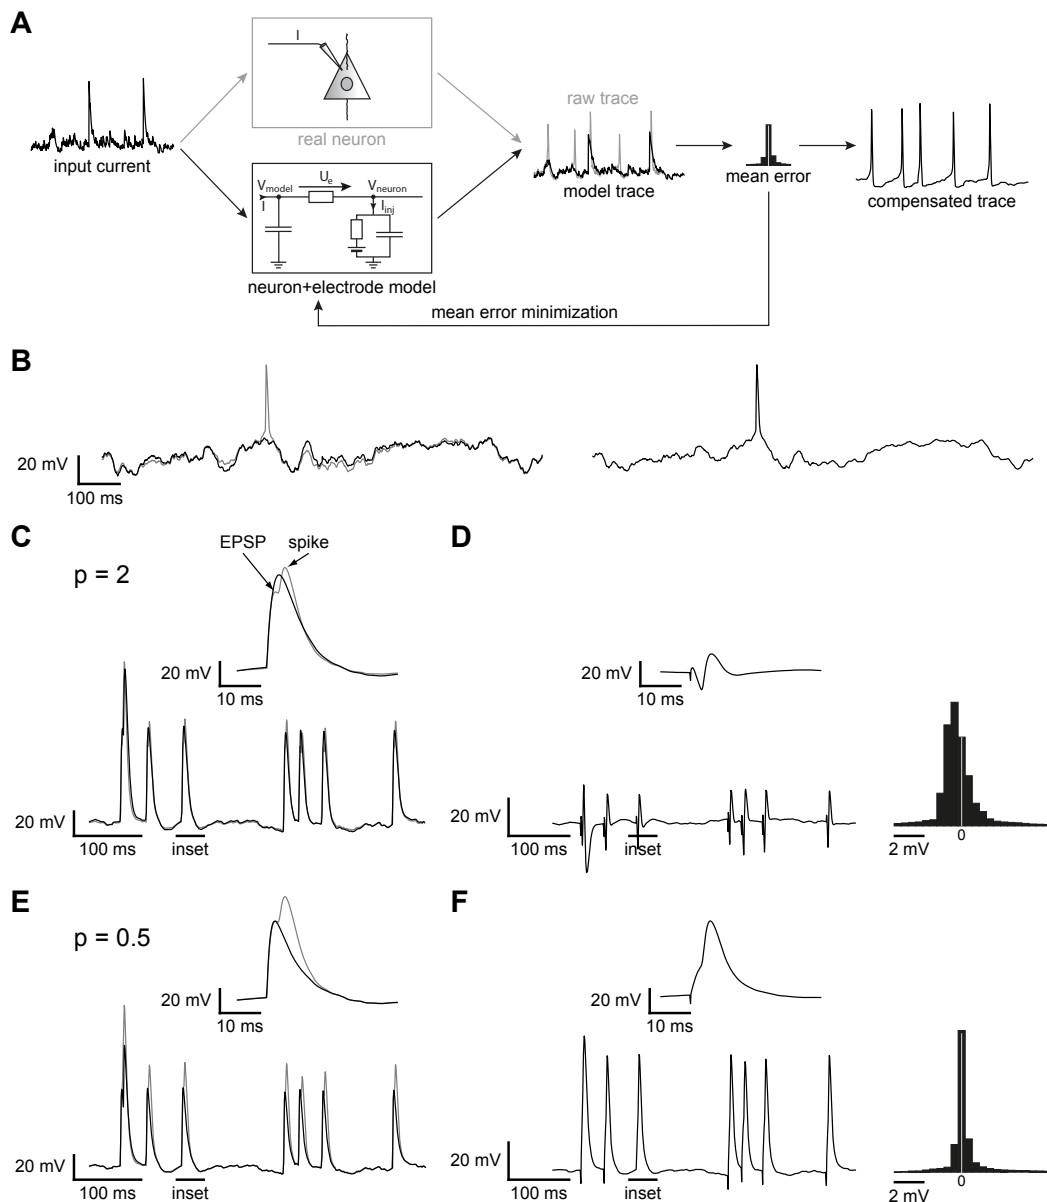 A
I
raw trace
real neuron
input current
V_model
U_e
V_neuron
I
I_inj
model trace
mean error
compensated trace
neuron+electrode model
mean error minimization
B
20 mV
100 ms
C
EPSP
spike
D
p = 2
20 mV
10 ms
20 mV
10 ms
20 mV
100 ms
inset
20 mV
100 ms
inset
0
2 mV
E
F
p = 0.5
20 mV
10 ms
20 mV
10 ms
20 mV
100 ms
inset
20 mV
100 ms
inset
0
2 mV